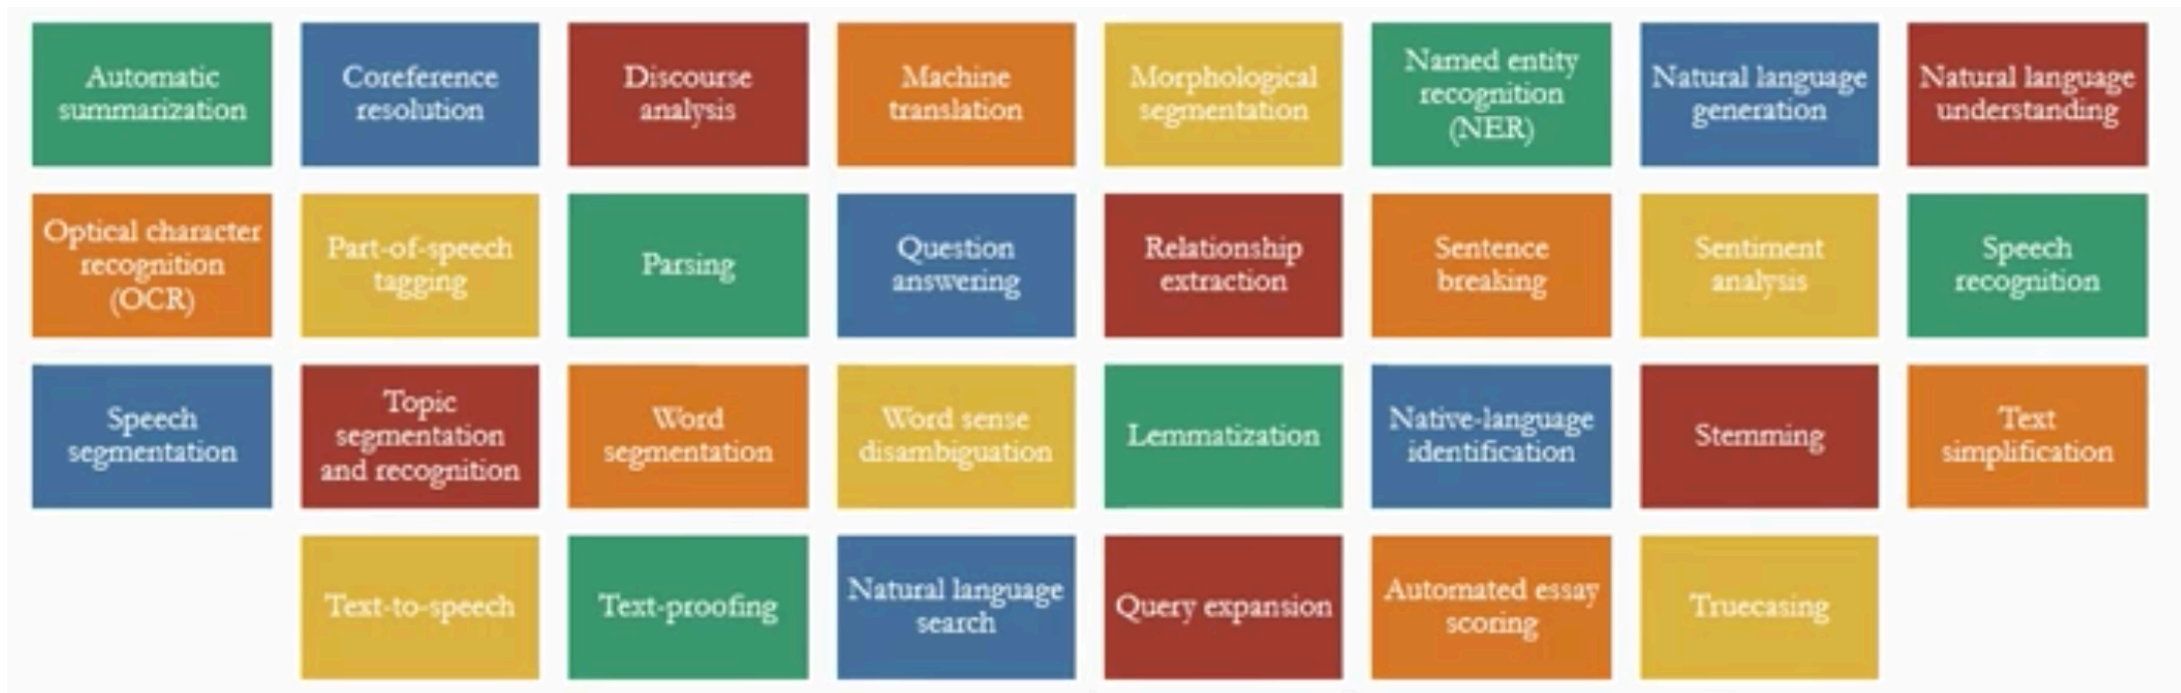 Automatic
summarization
Coreference
resolution
Discourse
analysis
Machine
translation
Morphological
segmentation
Named entity
recognition
(NER)
Natural language
generation
Natural language
understanding
Optical character
recognition
(OCR)
Part-of-speech
tagging
Parsing
Question
answering
Relationship
extraction
Sentence
breaking
Sentiment
analysis
Speech
recognition
Speech
segmentation
Topic
segmentation
and recognition
Word
segmentation
Word sense
disambiguation
Lemmatization
Native-language
identification
Stemming
Text
simplification
Text-to-speech
Text-proofing
Natural language
search
Query expansion
Automated essay
scoring
Truecasing